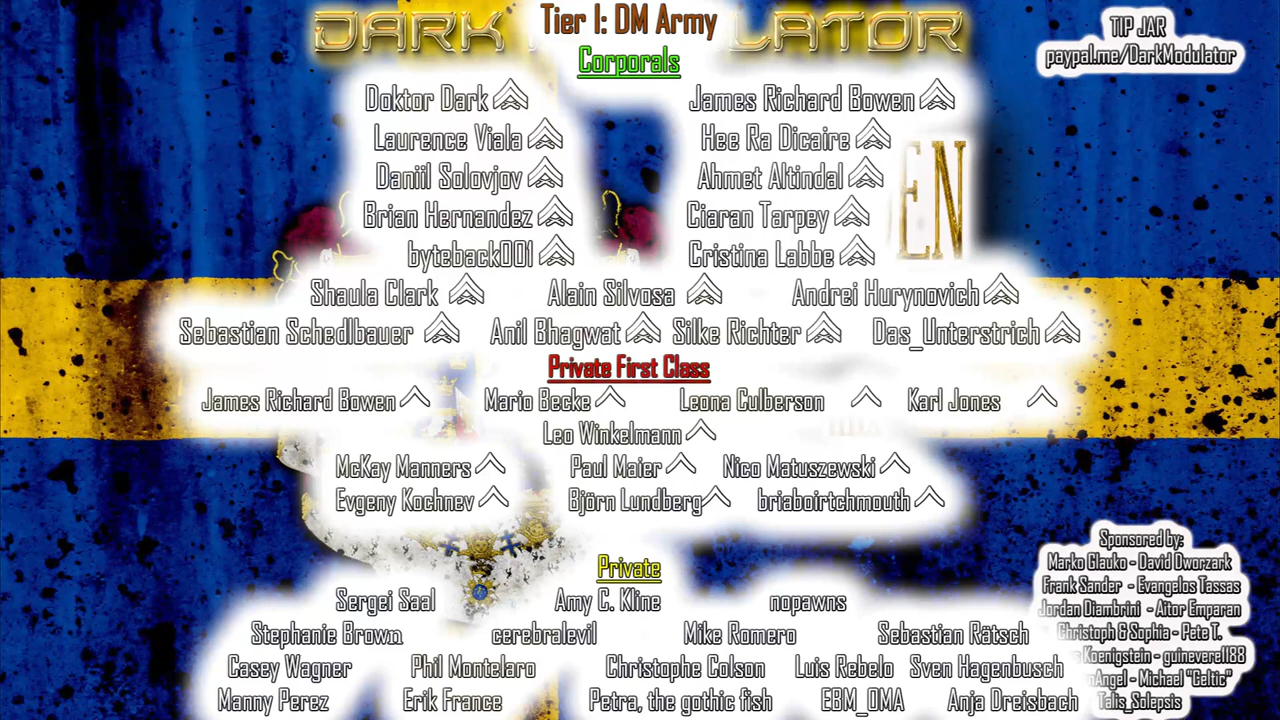 DARK LATOR
Tier I: DM Army
TIP JAR
paypal.me/DarkModulator
Corporals
Doktor Dark James Richard Bowen
Laurence Viala Hee Ra Dicaire
Daniil Solovjov Ahmet Altindal
Brian Hernandez Ciaran Tarpey
EN
byteback001 Cristina Labbe
Shaula Clark Alain Silvosa Andrei Hurynovich
Sebastian Schedlbauer Anil Bhagwat Silke Richter Das_Unterstrich
Private First Class
James Richard Bowen Mario Becke Leona Culberson Karl Jones
Leo Winkelmann
McKay Manners Paul Maier Nico Matuszewski
Evgeny Kochnev Björn Lundberg briaboirtchmouth
Private
Sergei Saal Amy C. Kline nopawns
Stephanie Brown cerebralevil Mike Romero Sebastian Rätsch
Casey Wagner Phil Montelaro Christophe Colson Luis Rebelo Sven Hagenbusch
Manny Perez Erik France Petra, the gothic fish EBM_OMA Anja Dreisbach
Sponsored by:
Marko Glauko - David Dworzark
Frank Sander - Evangelos Tassas
Jordan Diambrini - Aitor Emparan
Christoph & Sophia - Pete T.
Koenigstein - guinevere1188
Angel - Michael "Celtic"
Talis_Solepsis